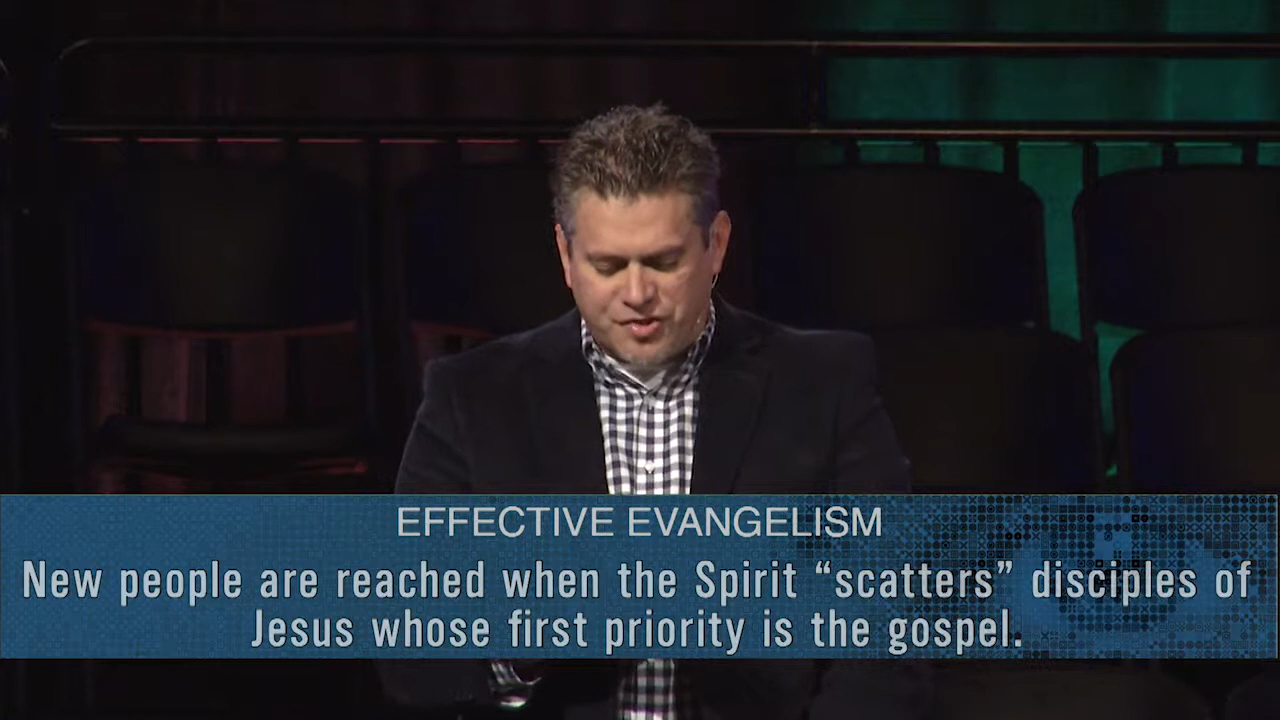 EFFECTIVE EVANGELISM
New people are reached when the Spirit “scatters” disciples of
Jesus whose first priority is the gospel.